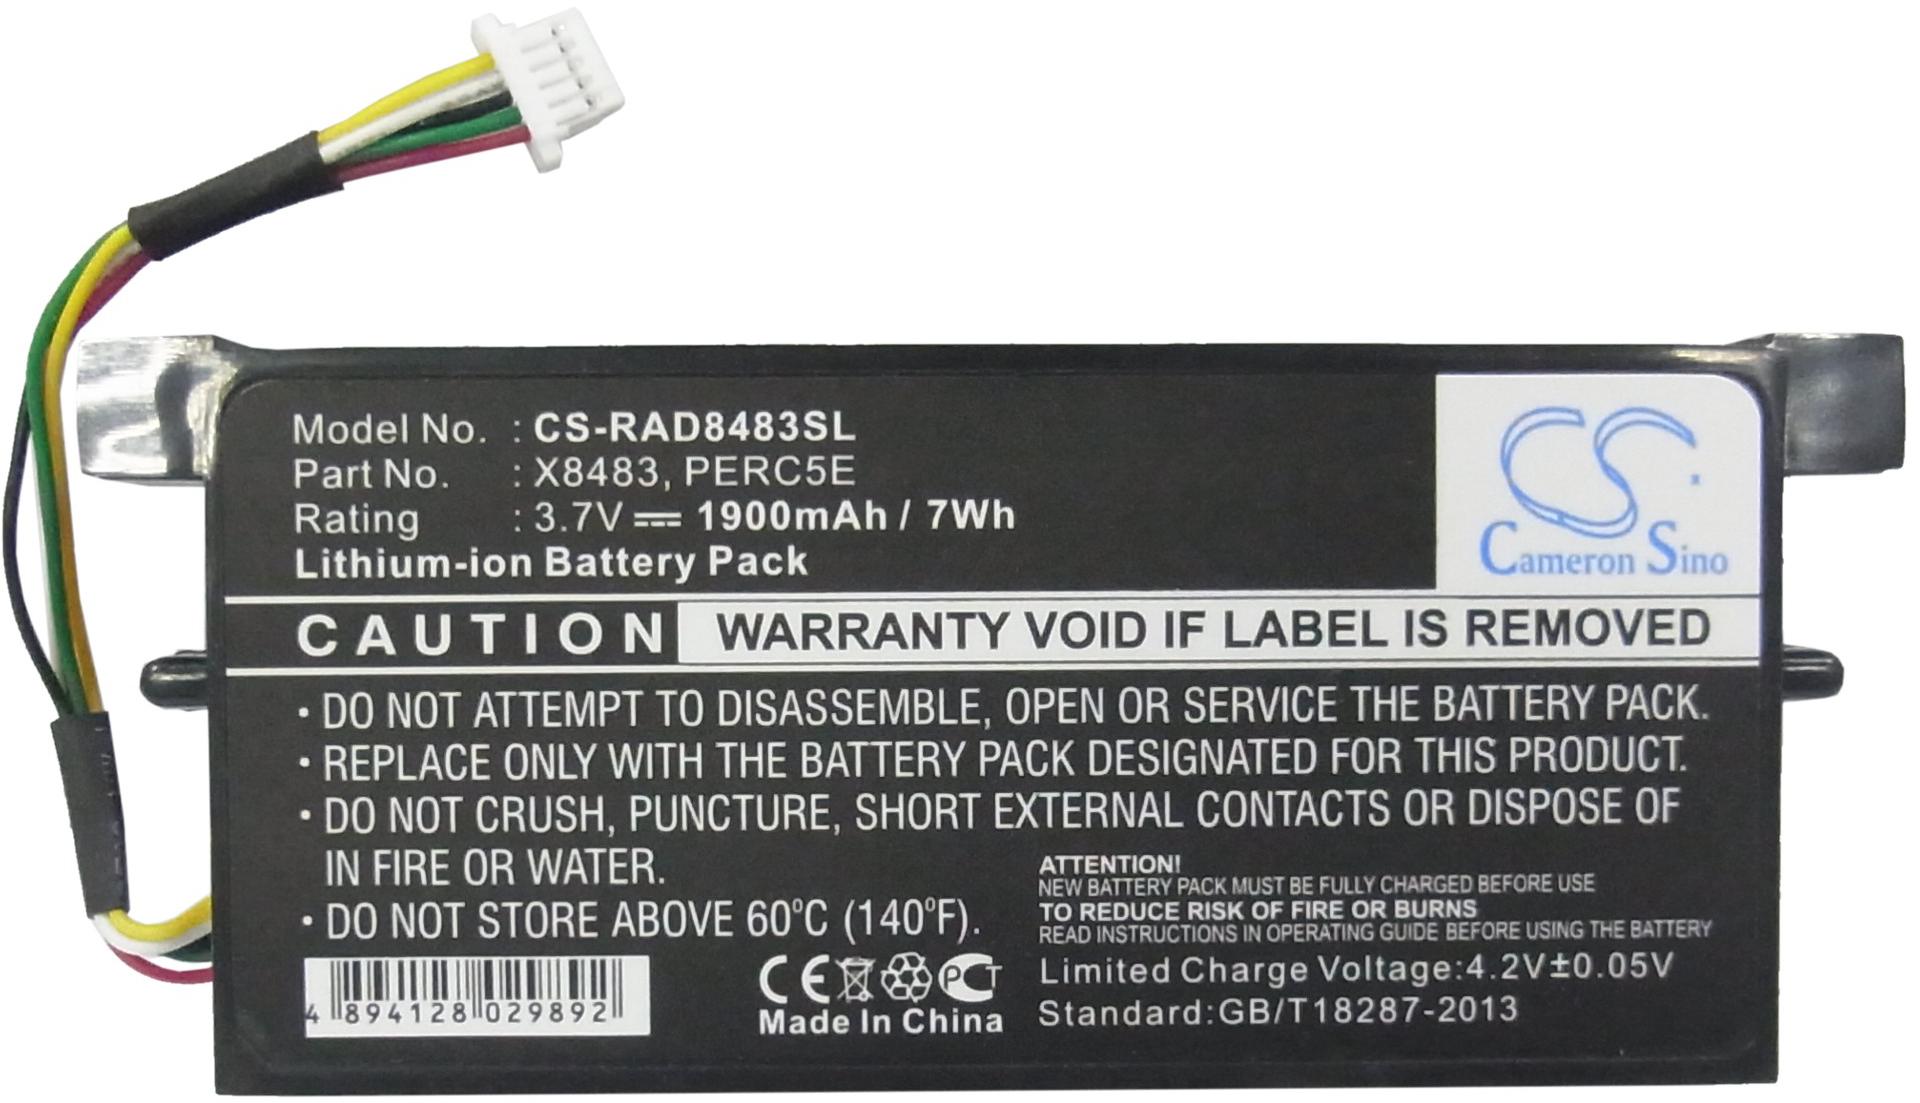 Model No. : CS-RAD8483SL
Part No. : X8483, PERC5E
Rating : 3.7V 1900mAh / 7Wh
Lithium-ion Battery Pack
CS
Cameron Sino
CAUTION WARRANTY VOID IF LABEL IS REMOVED
• DO NOT ATTEMPT TO DISASSEMBLE, OPEN OR SERVICE THE BATTERY PACK.
• REPLACE ONLY WITH THE BATTERY PACK DESIGNATED FOR THIS PRODUCT.
• DO NOT CRUSH, PUNCTURE, SHORT EXTERNAL CONTACTS OR DISPOSE OF
IN FIRE OR WATER.
• DO NOT STORE ABOVE 60°C (140°F).
ATTENTION!
NEW BATTERY PACK MUST BE FULLY CHARGED BEFORE USE
TO REDUCE RISK OF FIRE OR BURNS
READ INSTRUCTIONS IN OPERATING GUIDE BEFORE USING THE BATTERY
Limited Charge Voltage:4.2V±0.05V
Standard:GB/T18287-2013
4 894128 029892
CE PCT
Made In China